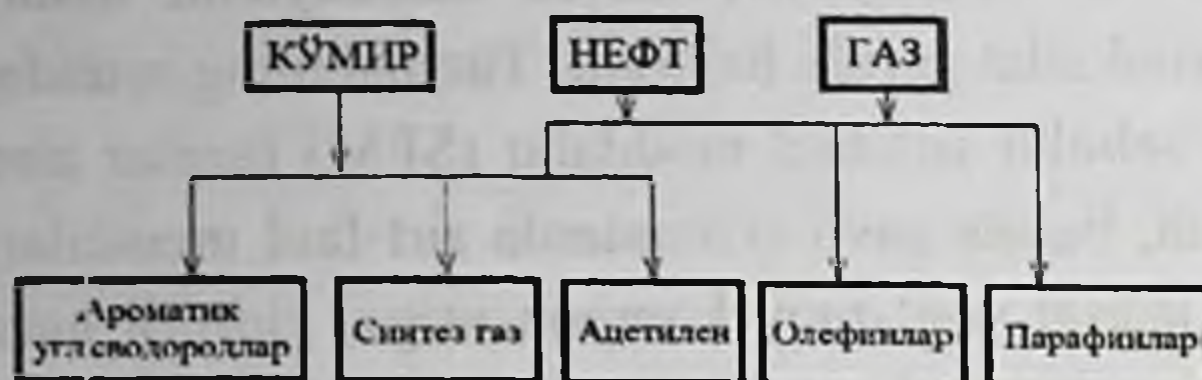 КЎМИР
НЕФТ
ГАЗ
Ароматик
углеводородлар
Синтез газ
Ацетилен
Олефинлар
Парафинлар